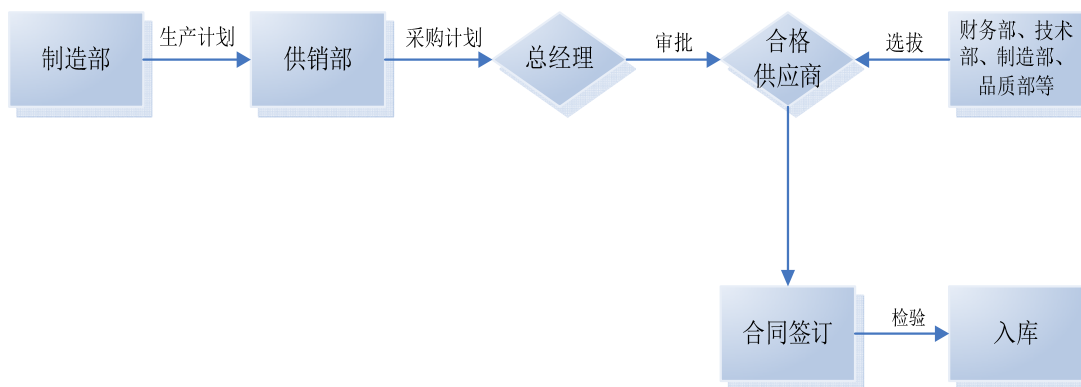 制造部
生产计划
供销部
采购计划
总经理
审批
合格
供应商
选拔
财务部、技术
部、制造部、
品质部等
合同签订
检验
入库